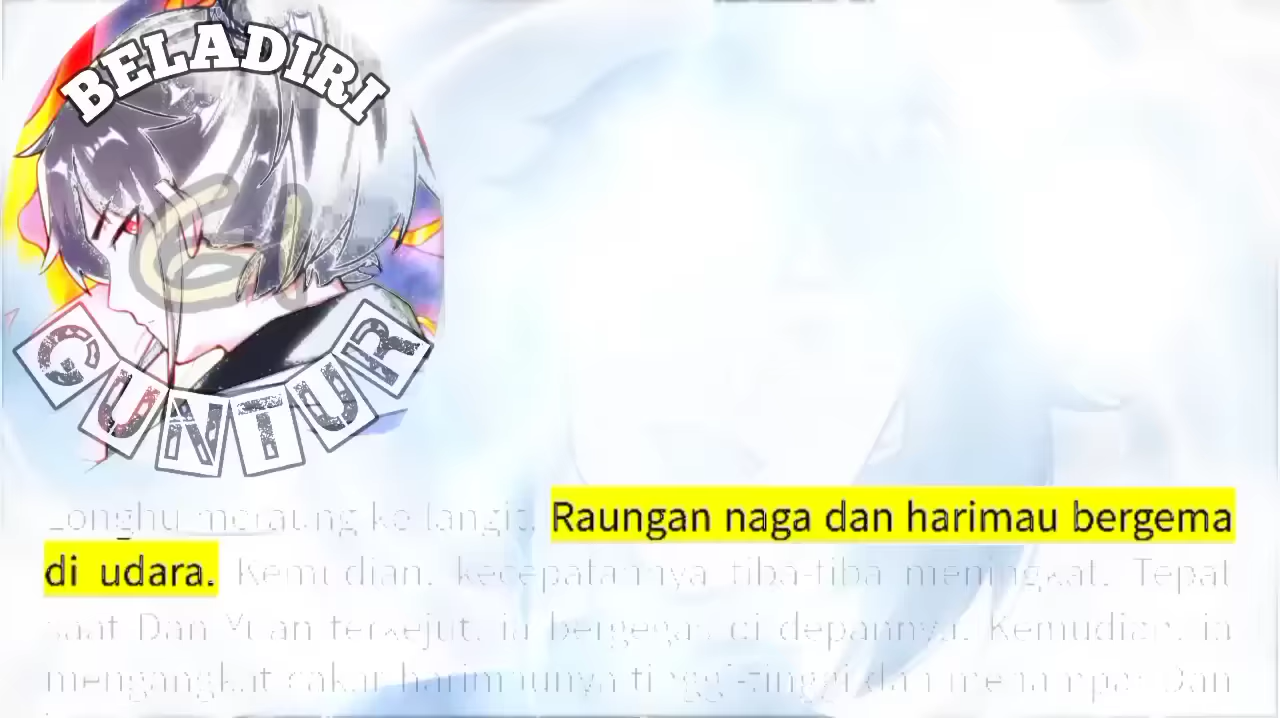 BELADIRI
GUNTUR
Longhu meraung ke langit. Raungan naga dan harimau bergema
di udara. Kemudian, kecepatannya tiba-tiba meningkat. Tepat
saat Dan Yuan terkejut, ia bergegas di depannya. Kemudian, ia
mengangkat cakar harimaunya tinggi-tinggi dan menampar Dan